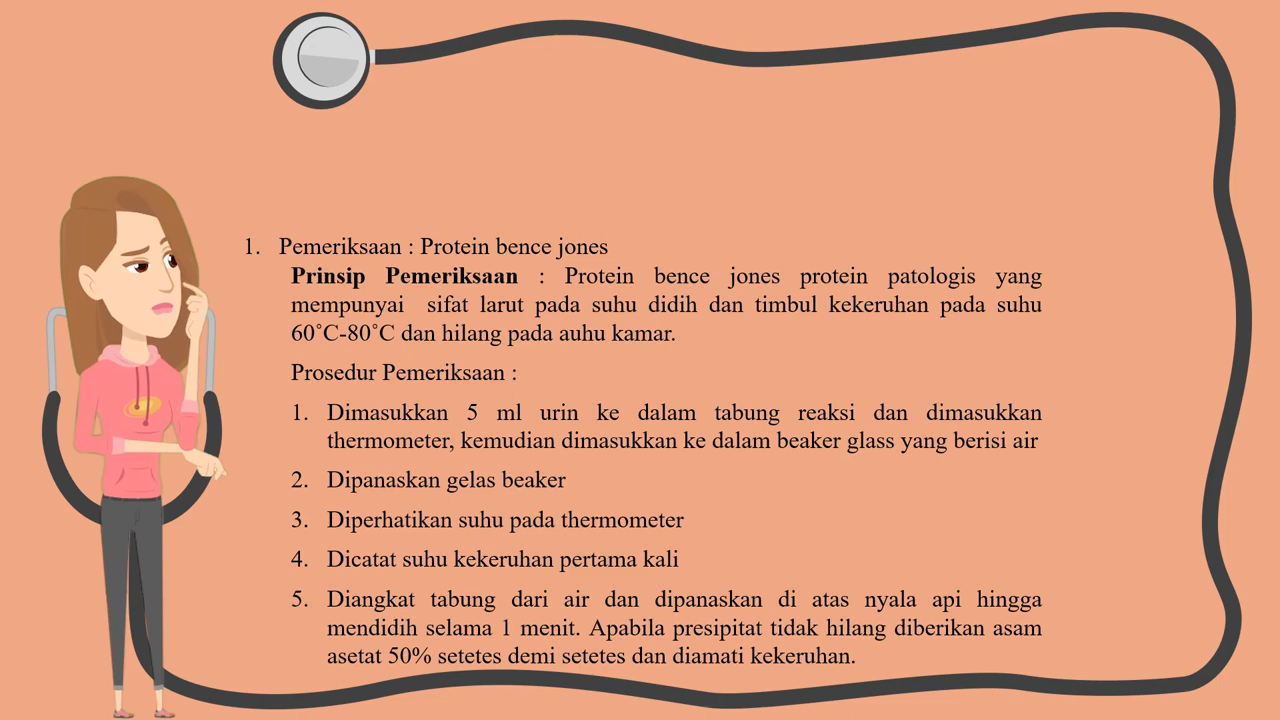 1. Pemeriksaan : Protein bence jones
Prinsip Pemeriksaan : Protein bence jones protein patologis yang
mempunyai sifat larut pada suhu didih dan timbul kekeruhan pada suhu
60˚C-80˚C dan hilang pada auhu kamar.
Prosedur Pemeriksaan :
1. Dimasukkan 5 ml urin ke dalam tabung reaksi dan dimasukkan
thermometer, kemudian dimasukkan ke dalam beaker glass yang berisi air
2. Dipanaskan gelas beaker
3. Diperhatikan suhu pada thermometer
4. Dicatat suhu kekeruhan pertama kali
5. Diangkat tabung dari air dan dipanaskan di atas nyala api hingga
mendidih selama 1 menit. Apabila presipitat tidak hilang diberikan asam
asetat 50% setetes demi setetes dan diamati kekeruhan.